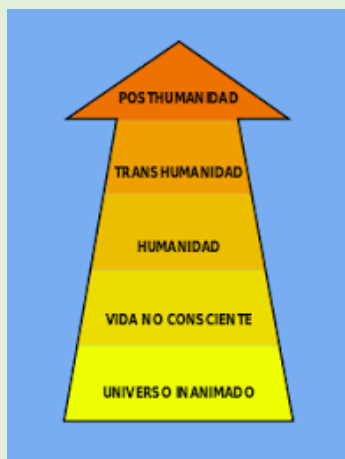 POSTHUMANIDAD
TRANSHUMANIDAD
HUMANIDAD
VIDA NO CONSCIENTE
UNIVERSO INANIMADO